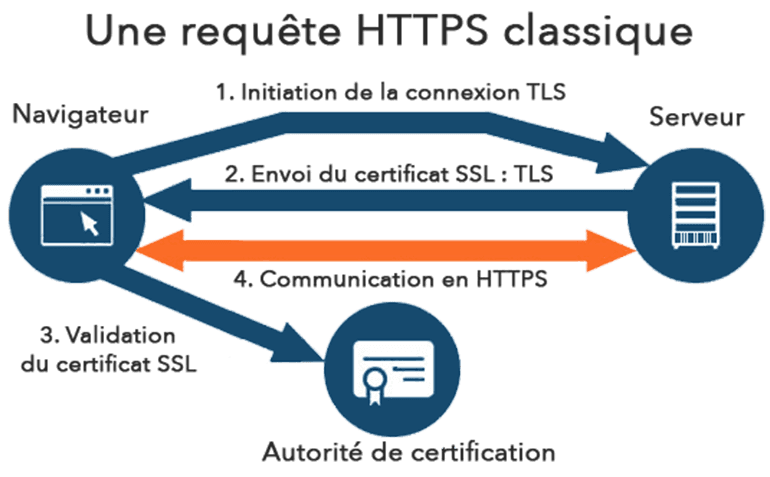 Une requête HTTPS classique
1. Initiation de la connexion TLS
Navigateur
Serveur
2. Envoi du certificat SSL : TLS
4. Communication en HTTPS
3. Validation
du certificat SSL
Autorité de certification